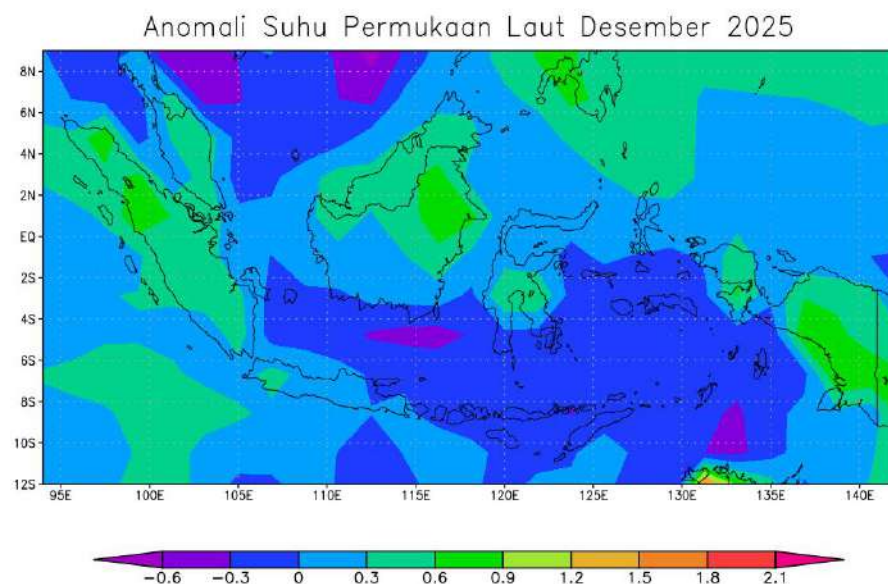 Anomali Suhu Permukaan Laut Desember 2025
8N
6N
4N
2N
EQ
2S
4S
6S
8S
10S
12S
95E 100E 105E 110E 115E 120E 125E 130E 135E 140E
-0.6 -0.3 0 0.3 0.6 0.9 1.2 1.5 1.8 2.1